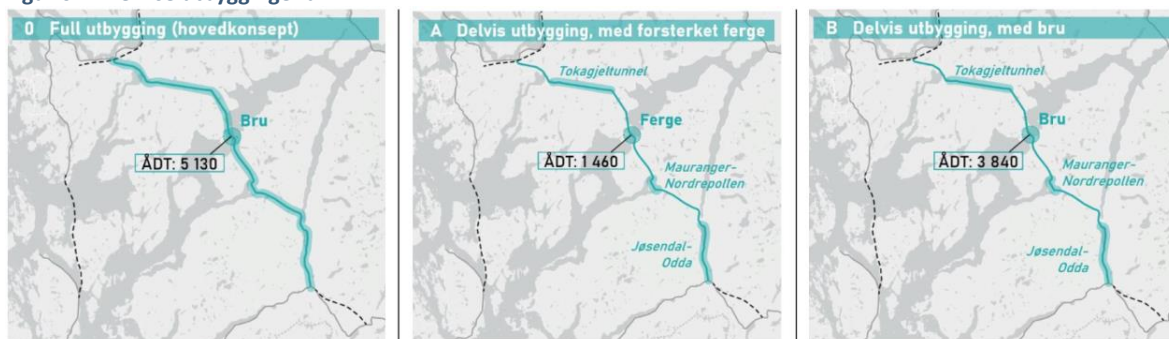 0 Full utbygging (hovedkonsept)
Bru
ÅDT: 5 130
A Delvis utbygging, med forsterket ferge
Tokagjeltunnel
Ferge
ÅDT: 1 460
Mauranger-
Nordrepollen
Jøsendal-
Odda
B Delvis utbygging, med bru
Tokagjeltunnel
Bru
ÅDT: 3 840
Mauranger-
Nordrepollen
Jøsendal-
Odda